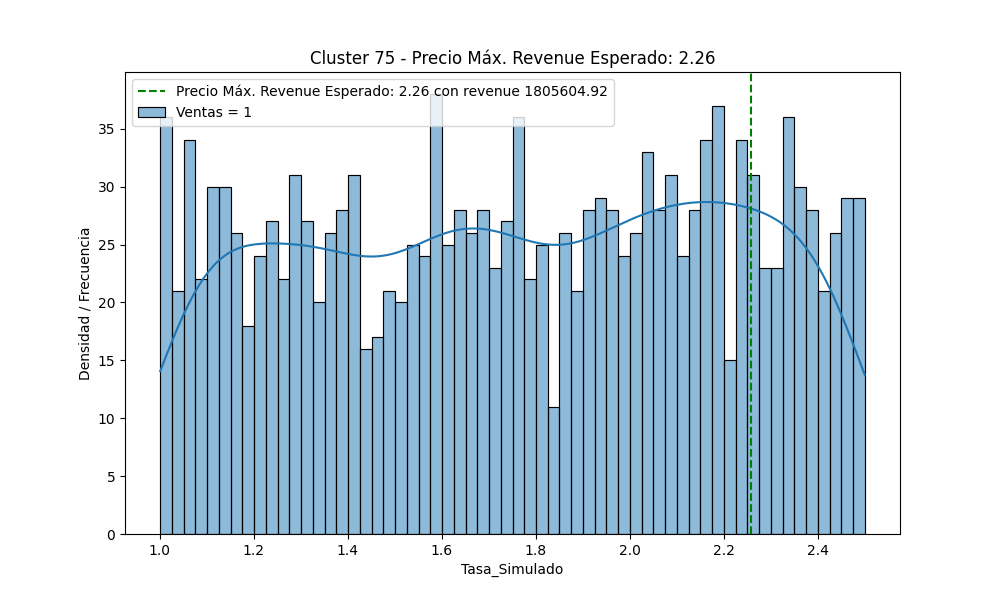 Cluster 75 - Precio Máx. Revenue Esperado: 2.26
Precio Máx. Revenue Esperado: 2.26 con revenue 1805604.92
Ventas = 1
Densidad / Frecuencia
35
30
25
20
15
10
5
0
1.0 1.2 1.4 1.6 1.8 2.0 2.2 2.4
Tasa_Simulado